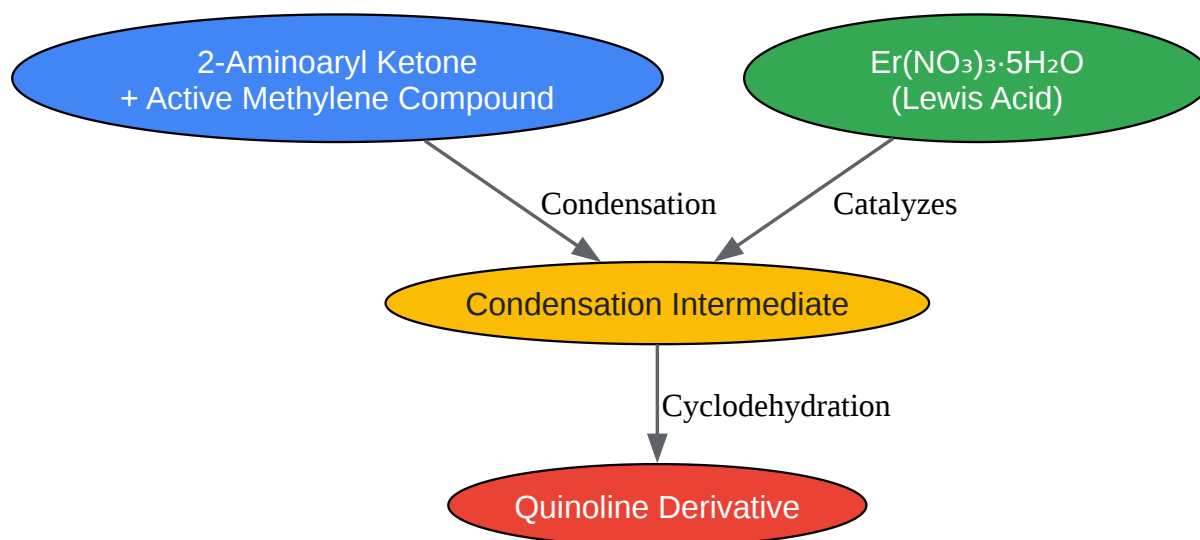 2-Aminoaryl Ketone
+ Active Methylene Compound
Er(NO₃)₃·5H₂O
(Lewis Acid)
Condensation
Catalyzes
Condensation Intermediate
Cyclodehydration
Quinoline Derivative